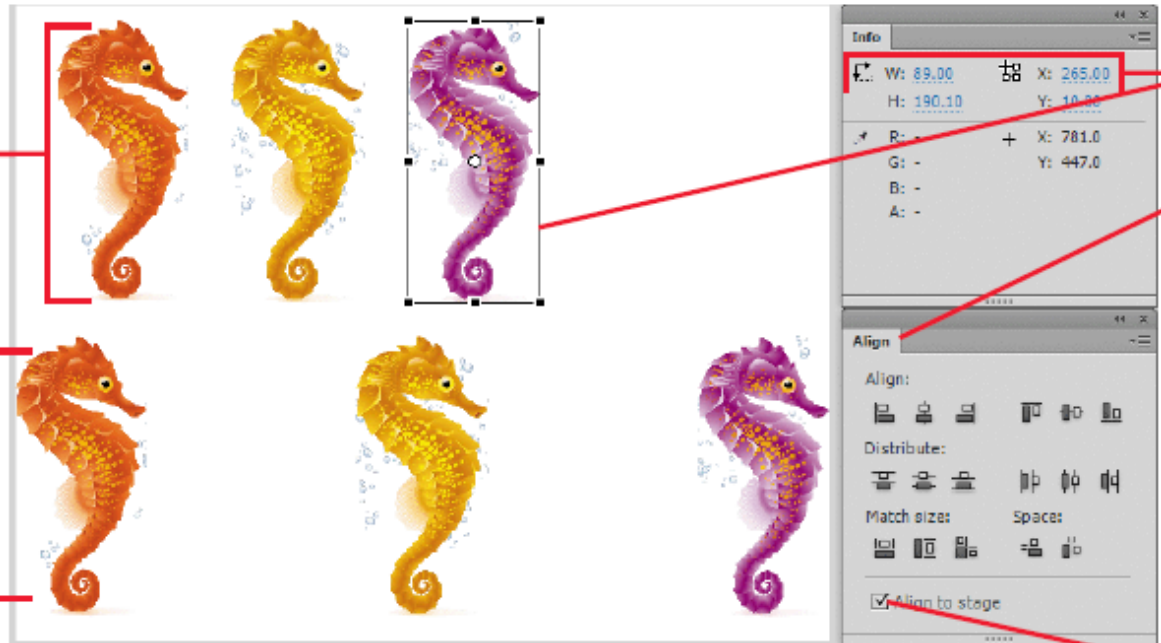 Info
W: 89.00 X: 265.00
H: 190.10 Y: 10.00
R: - X: 781.0
G: - Y: 447.0
B: -
A: -
Align
Align:
Distribute:
Match size: Space:
Align to stage